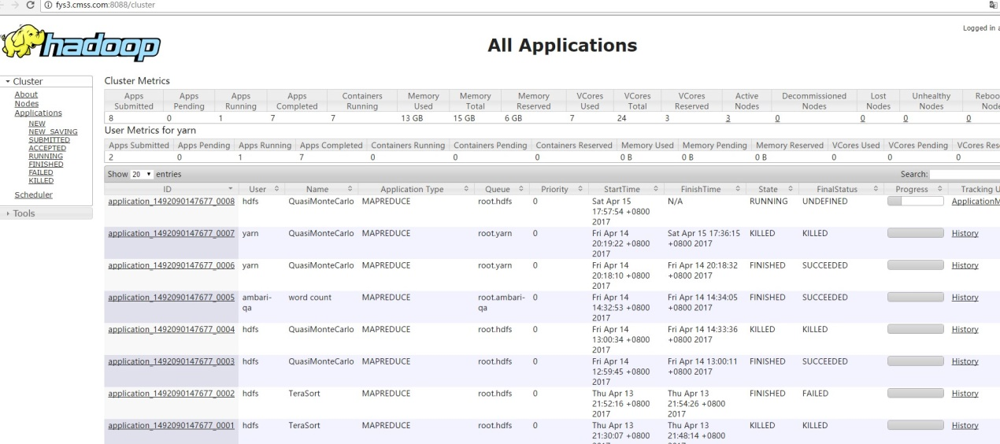 fys3.cmss.com:8088/cluster
Logged in a
hadoop
All Applications
Cluster
About
Nodes
Applications
NEW
NEW_SAVING
SUBMITTED
ACCEPTED
RUNNING
FINISHED
FAILED
KILLED
Scheduler
Tools
Cluster Metrics
Apps Submitted Apps Pending Apps Running Apps Completed Containers Running Memory Used Memory Total Memory Reserved VCores Used VCores Total VCores Reserved Active Nodes Decommissioned Nodes Lost Nodes Unhealthy Nodes Reboo Node
8 0 1 7 7 13 GB 15 GB 6 GB 7 24 3 3 0 0 0 0
User Metrics for yarn
Apps Submitted Apps Pending Apps Running Apps Completed Containers Running Containers Pending Containers Reserved Memory Used Memory Pending Memory Reserved VCores Used VCores Pending VCores Rese
2 0 1 7 0 0 0 0 B 0 B 0 B 0 0 0
Show 20 entries Search:
ID User Name Application Type Queue Priority StartTime FinishTime State FinalStatus Progress Tracking U
application_1492090147677_0008 hdfs QuasiMonteCarlo MAPREDUCE root.hdfs 0 Sat Apr 15 N/A RUNNING UNDEFINED ApplicationM
17:57:54 +0800
2017
application_1492090147677_0007 yarn QuasiMonteCarlo MAPREDUCE root.yarn 0 Fri Apr 14 Sat Apr 15 17:36:15 KILLED KILLED History
20:19:22 +0800 +0800 2017
2017
application_1492090147677_0006 yarn QuasiMonteCarlo MAPREDUCE root.yarn 0 Fri Apr 14 Fri Apr 14 20:18:32 FINISHED SUCCEEDED History
20:18:10 +0800 +0800 2017
2017
application_1492090147677_0005 ambari- word count MAPREDUCE root.ambari- 0 Fri Apr 14 Fri Apr 14 14:34:05 FINISHED SUCCEEDED History
qa qa 14:32:53 +0800 +0800 2017
2017
application_1492090147677_0004 hdfs QuasiMonteCarlo MAPREDUCE root.hdfs 0 Fri Apr 14 Fri Apr 14 14:33:36 KILLED KILLED History
13:00:34 +0800 +0800 2017
2017
application_1492090147677_0003 hdfs QuasiMonteCarlo MAPREDUCE root.hdfs 0 Fri Apr 14 Fri Apr 14 13:00:11 FINISHED SUCCEEDED History
12:59:45 +0800 +0800 2017
2017
application_1492090147677_0002 hdfs TeraSort MAPREDUCE root.hdfs 0 Thu Apr 13 Thu Apr 13 FINISHED FAILED History
21:52:16 +0800 21:54:26 +0800
2017 2017
application_1492090147677_0001 hdfs TeraSort MAPREDUCE root.hdfs 0 Thu Apr 13 Thu Apr 13 KILLED KILLED History
21:30:07 +0800 21:48:14 +0800